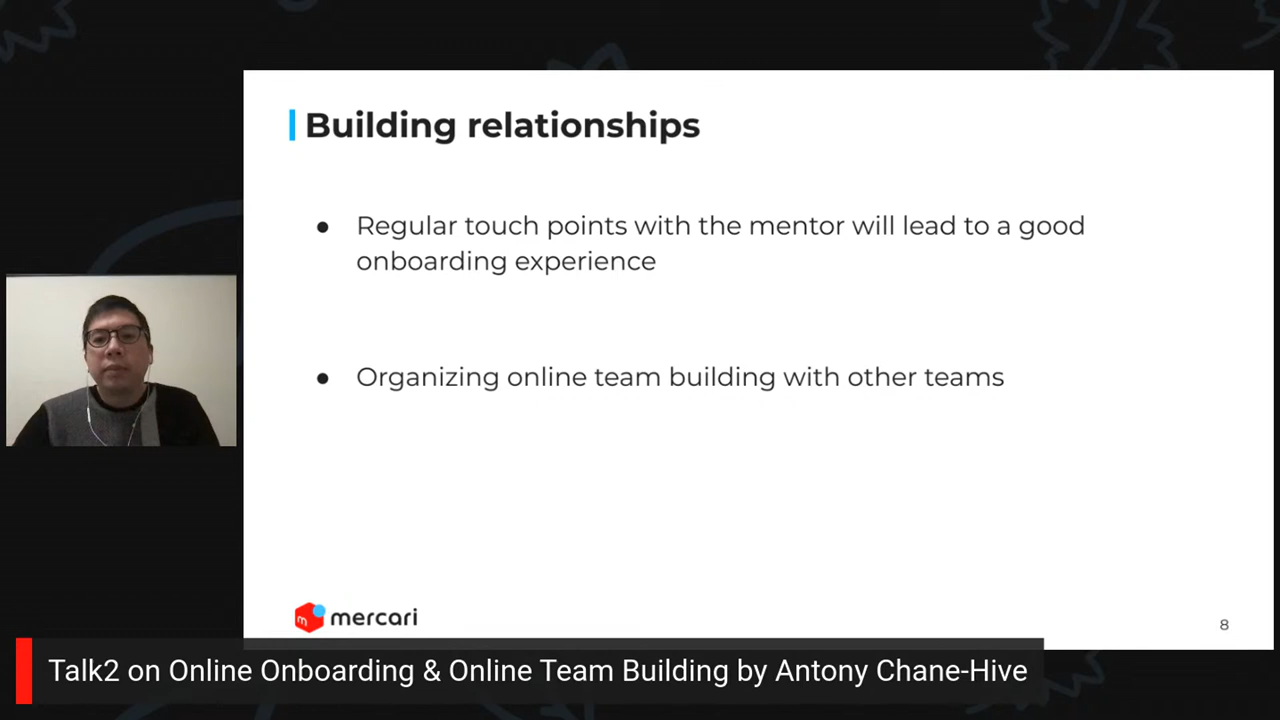 Building relationships
● Regular touch points with the mentor will lead to a good
onboarding experience
● Organizing online team building with other teams
m mercari
8
Talk2 on Online Onboarding & Online Team Building by Antony Chane-Hive